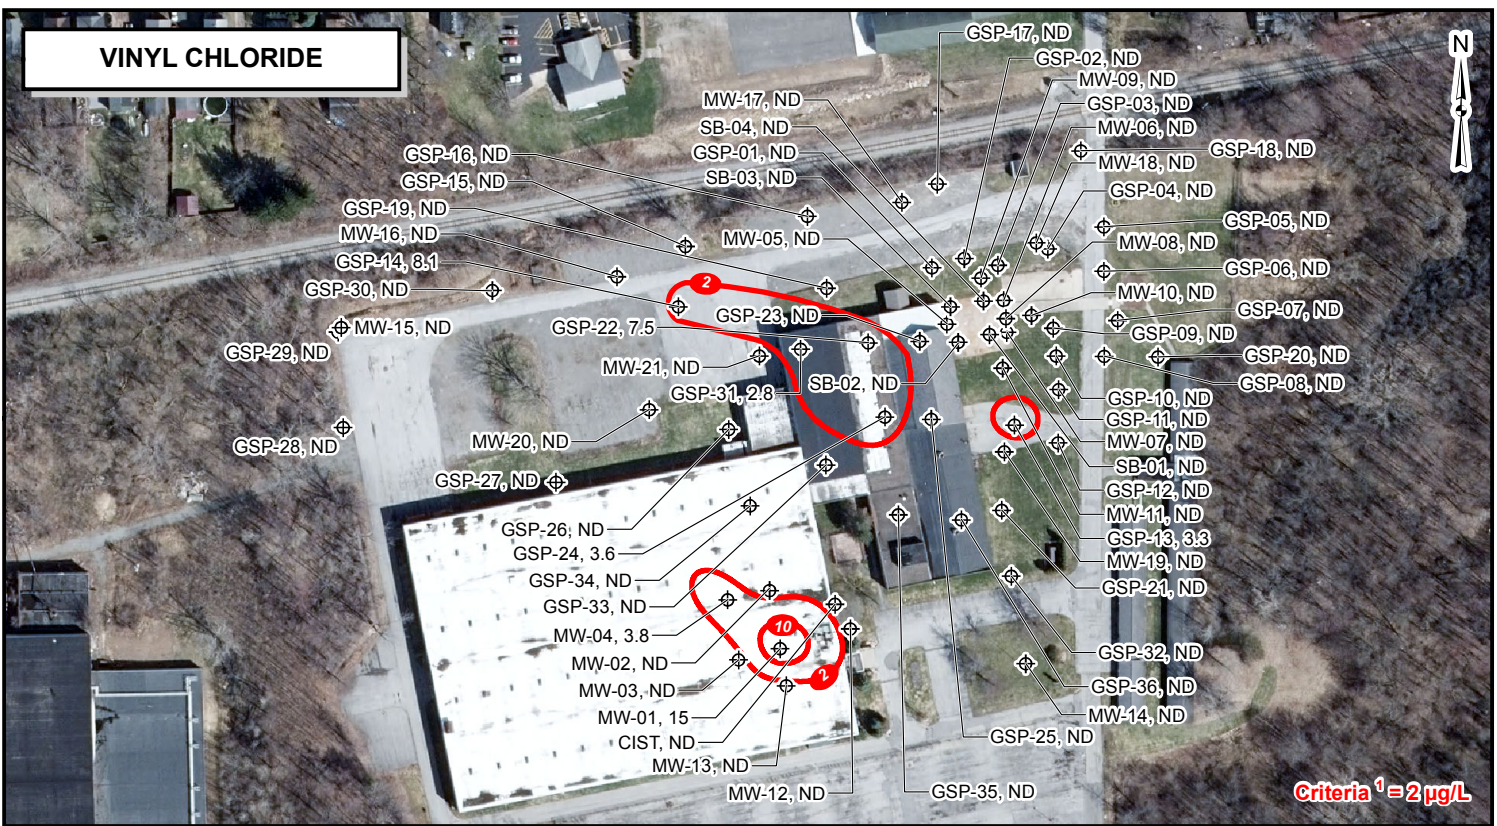 VINYL CHLORIDE
N
GSP-17, ND
GSP-02, ND
MW-09, ND
GSP-03, ND
MW-06, ND
GSP-18, ND
MW-18, ND
GSP-04, ND
GSP-05, ND
MW-08, ND
GSP-06, ND
MW-10, ND
GSP-07, ND
GSP-09, ND
GSP-20, ND
GSP-08, ND
GSP-10, ND
GSP-11, ND
MW-07, ND
SB-01, ND
GSP-12, ND
MW-11, ND
GSP-13, 3.3
MW-19, ND
GSP-21, ND
GSP-32, ND
GSP-36, ND
MW-14, ND
GSP-25, ND
GSP-35, ND
MW-17, ND
SB-04, ND
GSP-01, ND
SB-03, ND
MW-05, ND
GSP-16, ND
GSP-15, ND
GSP-19, ND
MW-16, ND
GSP-14, 8.1
GSP-30, ND
MW-15, ND
GSP-29, ND
2
GSP-23, ND
GSP-22, 7.5
MW-21, ND
GSP-31, 2.8
SB-02, ND
GSP-28, ND
MW-20, ND
GSP-27, ND
GSP-26, ND
GSP-24, 3.6
GSP-34, ND
GSP-33, ND
MW-04, 3.8
10
MW-02, ND
2
MW-03, ND
MW-01, 15
CIST, ND
MW-13, ND
MW-12, ND
Criteria ¹ = 2 µg/L